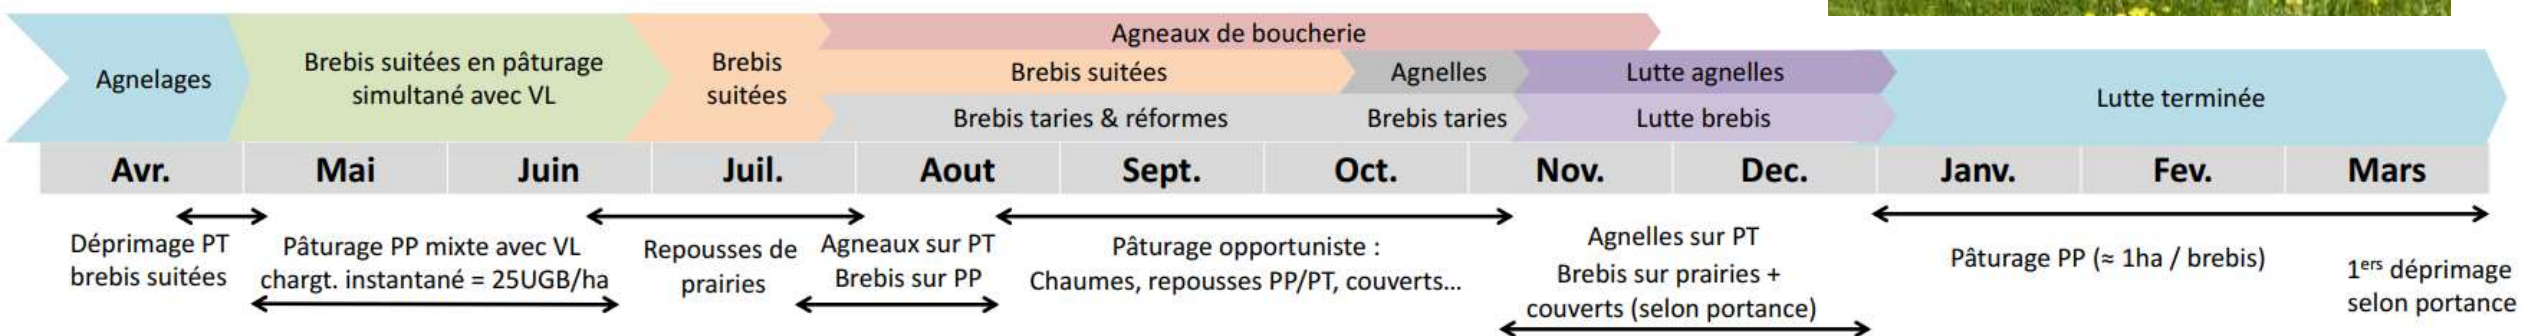 Agneaux de boucherie
Agnelages
Brebis suitées en pâturage
simultané avec VL
Brebis
suitées
Brebis suitées
Agnelles
Lutte agnelles
Brebis taries & réformes
Brebis taries
Lutte brebis
Lutte terminée
Avr.
Mai
Juin
Juil.
Aout
Sept.
Oct.
Nov.
Dec.
Janv.
Fev.
Mars
Déprimage PT
brebis suitées
Pâturage PP mixte avec VL
chargt. instantané = 25UGB/ha
Repousses de
prairies
Agneaux sur PT
Brebis sur PP
Pâturage opportuniste :
Chaumes, repousses PP/PT, couverts...
Agnelles sur PT
Brebis sur prairies +
couverts (selon portance)
Pâturage PP (≈ 1ha / brebis)
1ers déprimage
selon portance